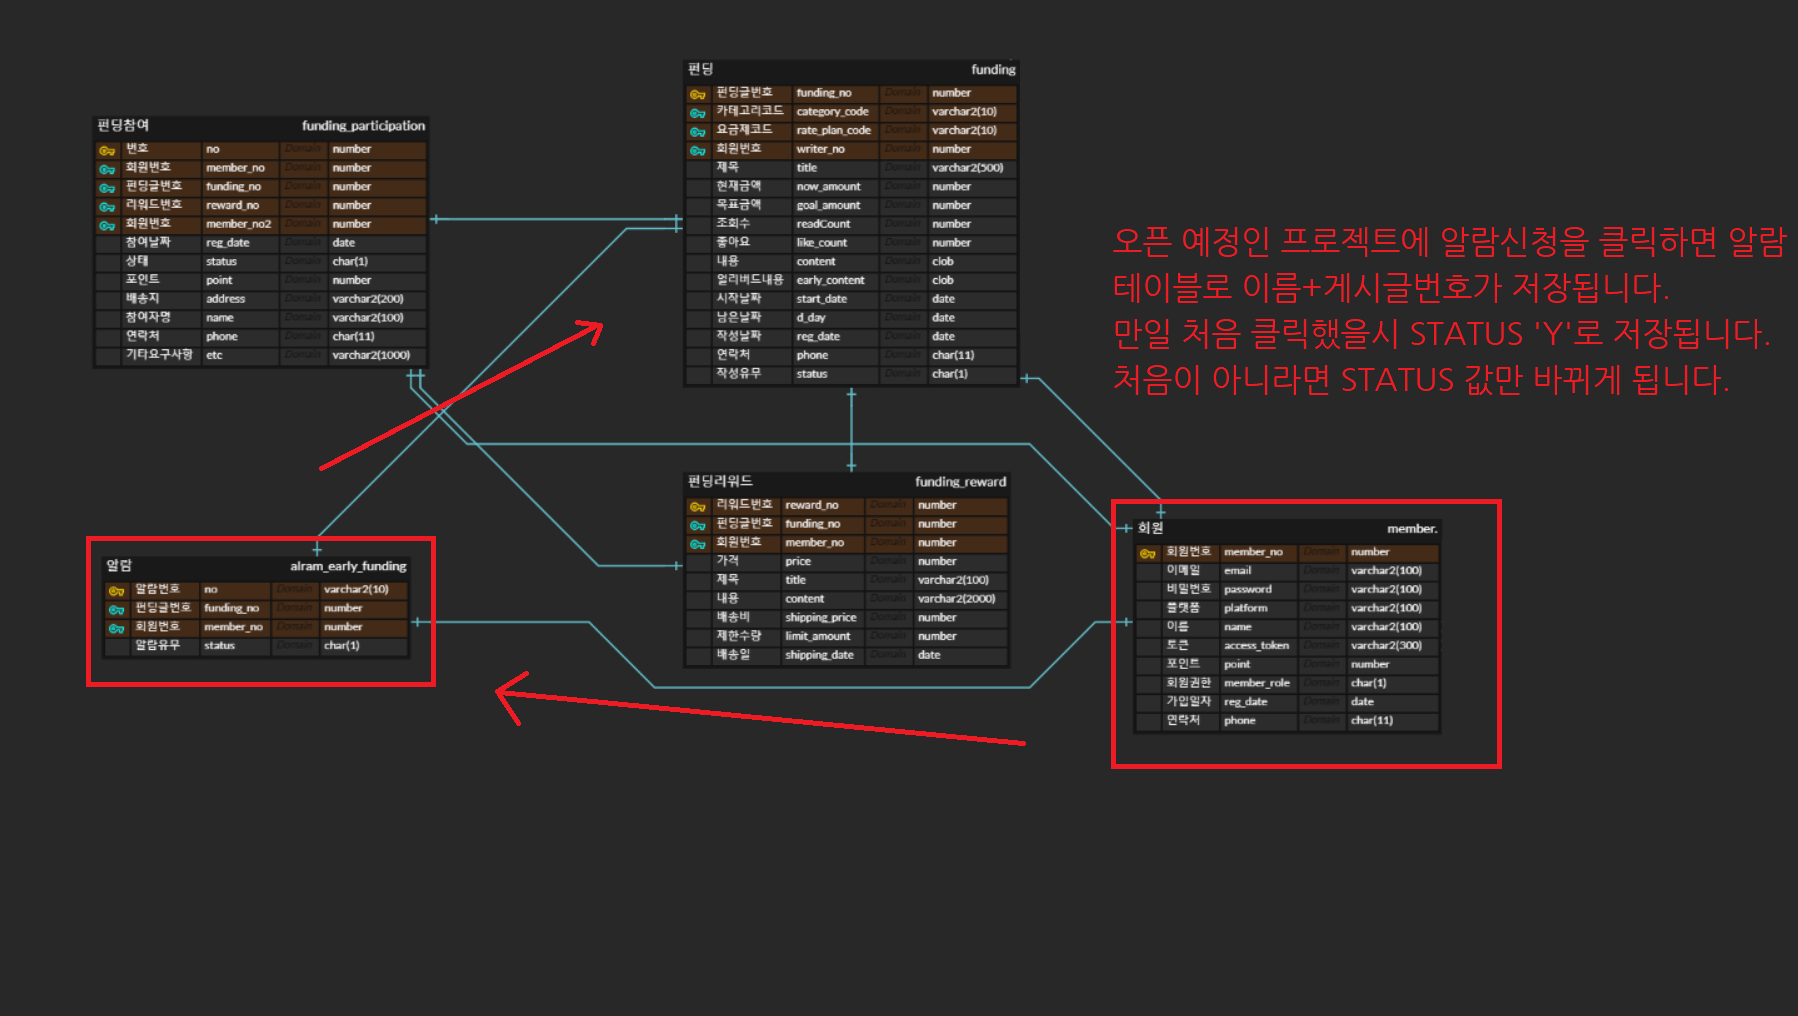 펀딩 funding
펀딩글번호 funding_no Domain number
카테고리코드 category_code Domain varchar2(10)
요금제코드 rate_plan_code Domain varchar2(10)
회원번호 writer_no Domain number
제목 title Domain varchar2(500)
현재금액 now_amount Domain number
목표금액 goal_amount Domain number
조회수 readCount Domain number
좋아요 like_count Domain number
내용 content Domain clob
얼리버드내용 early_content Domain clob
시작날짜 start_date Domain date
남은날짜 d_day Domain date
작성날짜 reg_date Domain date
연락처 phone Domain char(11)
작성유무 status Domain char(1)
펀딩참여 funding_participation
번호 no Domain number
회원번호 member_no Domain number
펀딩글번호 funding_no Domain number
리워드번호 reward_no Domain number
회원번호 member_no2 Domain number
참여날짜 reg_date Domain date
상태 status Domain char(1)
포인트 point Domain number
배송지 address Domain varchar2(200)
참여자명 name Domain varchar2(100)
연락처 phone Domain char(11)
기타요구사항 etc Domain varchar2(1000)
오픈 예정인 프로젝트에 알람신청을 클릭하면 알람
테이블로 이름+게시글번호가 저장됩니다.
만일 처음 클릭했을시 STATUS 'Y'로 저장됩니다.
처음이 아니라면 STATUS 값만 바뀌게 됩니다.
펀딩리워드 funding_reward
리워드번호 reward_no Domain number
펀딩글번호 funding_no Domain number
회원번호 member_no Domain number
가격 price Domain number
제목 title Domain varchar2(100)
내용 content Domain varchar2(2000)
배송비 shipping_price Domain number
제한수량 limit_amount Domain number
배송일 shipping_date Domain date
회원 member.
회원번호 member_no Domain number
이메일 email Domain varchar2(100)
비밀번호 password Domain varchar2(100)
플랫폼 platform Domain varchar2(100)
이름 name Domain varchar2(100)
토큰 access_token Domain varchar2(300)
포인트 point Domain number
회원권한 member_role Domain char(1)
가입일자 reg_date Domain date
연락처 phone Domain char(11)
알람 alram_early_funding
알람번호 no Domain varchar2(10)
펀딩글번호 funding_no Domain number
회원번호 member_no Domain number
알람유무 status Domain char(1)